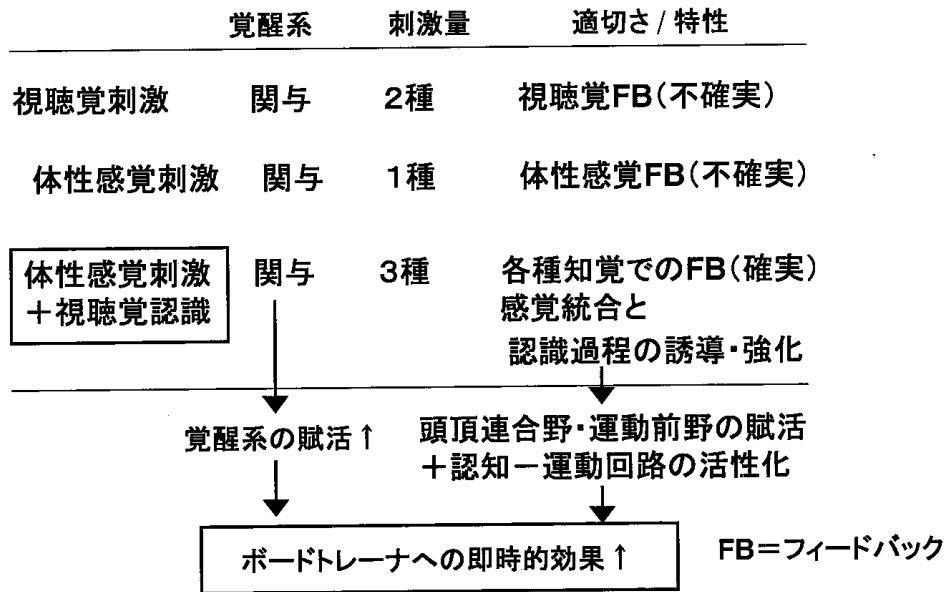 覚醒系 刺激量 適切さ / 特性
視聴覚刺激 関与 2種 視聴覚FB(不確実)
体性感覚刺激 関与 1種 体性感覚FB(不確実)
体性感覚刺激 関与 3種 各種知覚でのFB(確実)
+視聴覚認識 感覚統合と
認識過程の誘導・強化
覚醒系の賦活↑ 頭頂連合野・運動前野の賦活
+認知-運動回路の活性化
ボードトレーナへの即時的効果↑ FB=フィードバック